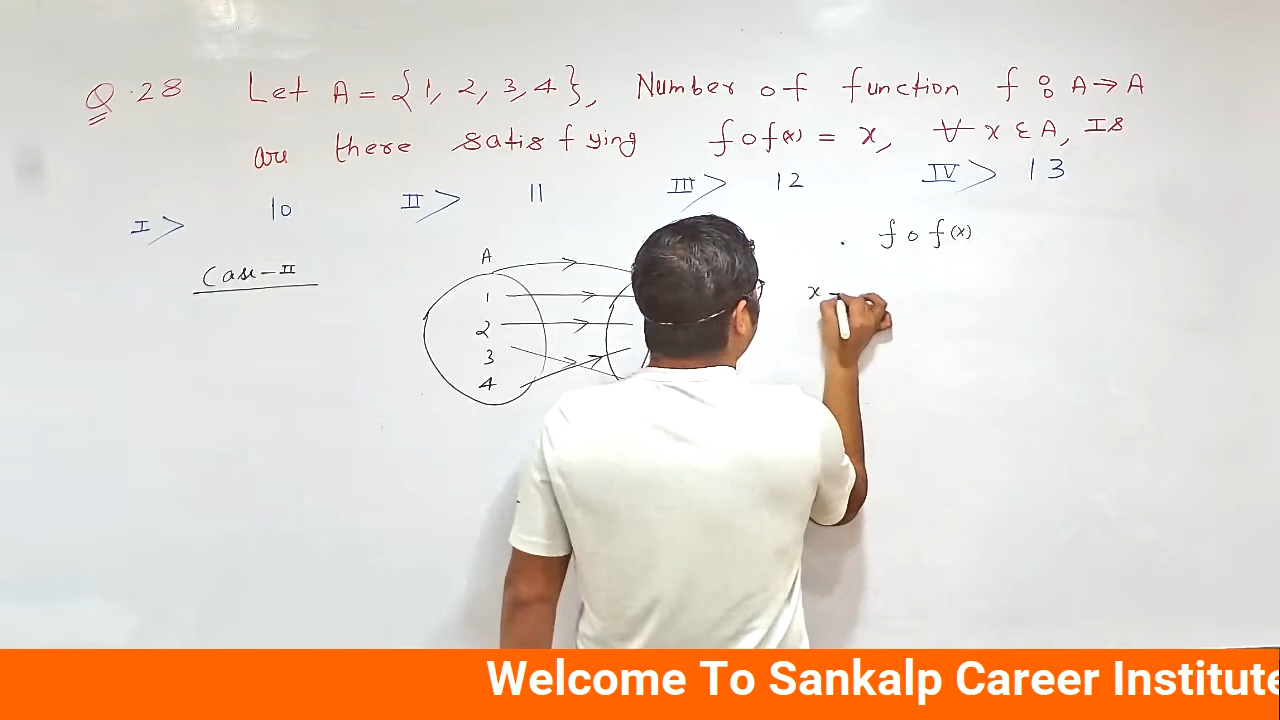 Q.28 Let A = {1, 2, 3, 4}, Number of function f : A → A
are there satisfying fof(x) = x, ∀ x ε A, Is
I> 10 II> 11 III> 12 IV> 13
Case-II
A
1
2
3
4
. f o f(x)
x
Welcome To Sankalp Career Institute